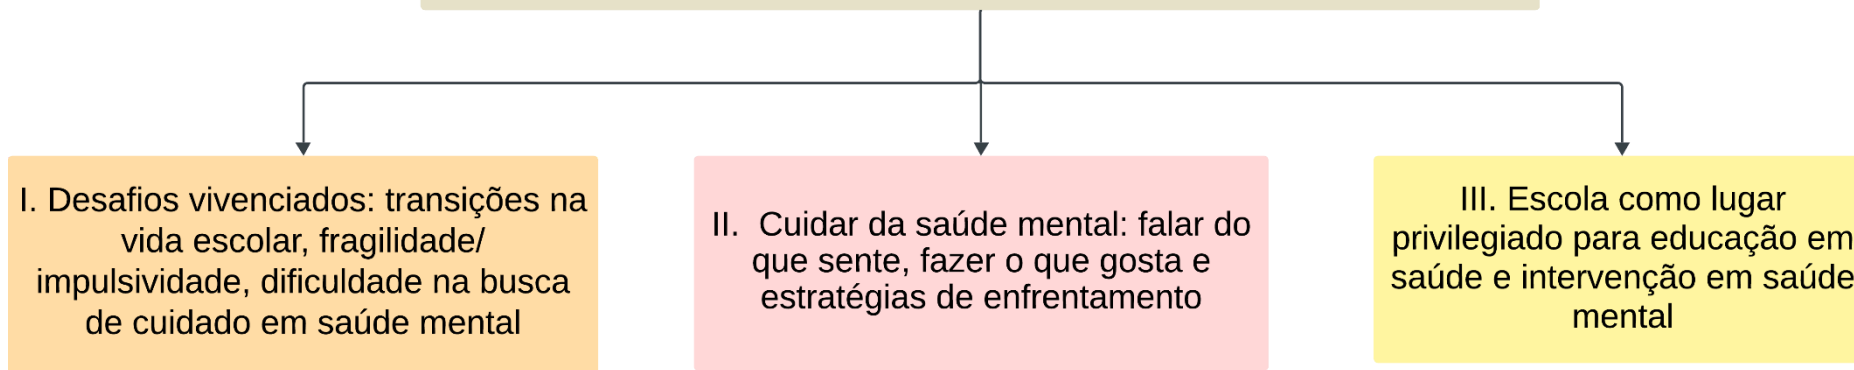 I. Desafios vivenciados: transições na
vida escolar, fragilidade/
impulsividade, dificuldade na busca
de cuidado em saúde mental
II. Cuidar da saúde mental: falar do
que sente, fazer o que gosta e
estratégias de enfrentamento
III. Escola como lugar
privilegiado para educação em
saúde e intervenção em saúde
mental